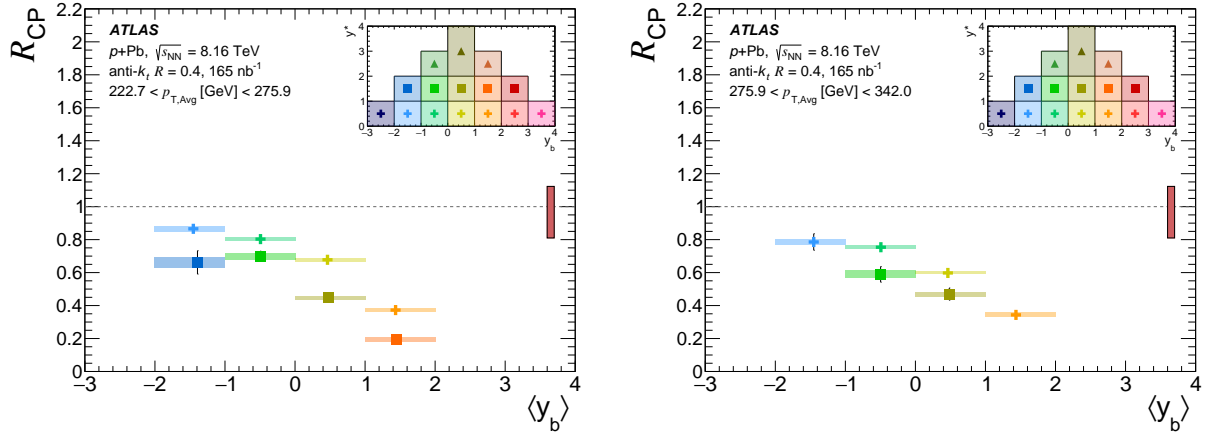 R_CP
ATLAS
p+Pb, √s_NN = 8.16 TeV
anti-k_t R = 0.4, 165 nb⁻¹
222.7 < p_T,Avg [GeV] < 275.9
y*
4
3
2
1
0
−3 −2 −1 0 1 2 3 4
y_b
2.2
2
1.8
1.6
1.4
1.2
1
0.8
0.6
0.4
0.2
0
−3 −2 −1 0 1 2 3 4
⟨y_b⟩
R_CP
ATLAS
p+Pb, √s_NN = 8.16 TeV
anti-k_t R = 0.4, 165 nb⁻¹
275.9 < p_T,Avg [GeV] < 342.0
y*
4
3
2
1
0
−3 −2 −1 0 1 2 3 4
y_b
2.2
2
1.8
1.6
1.4
1.2
1
0.8
0.6
0.4
0.2
0
−3 −2 −1 0 1 2 3 4
⟨y_b⟩